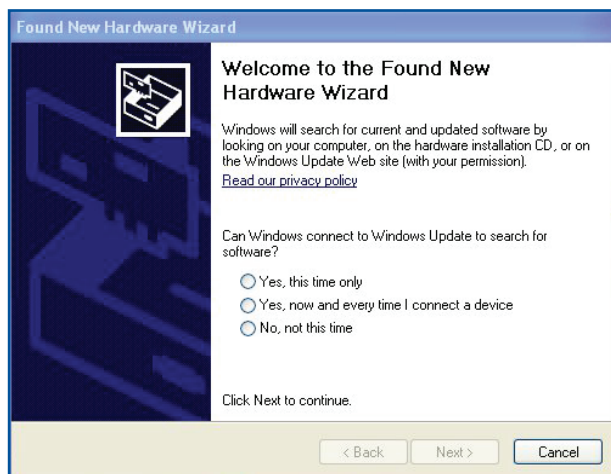 Found New Hardware Wizard
Welcome to the Found New
Hardware Wizard
Windows will search for current and updated software by
looking on your computer, on the hardware installation CD, or on
the Windows Update Web site (with your permission).
Read our privacy policy
Can Windows connect to Windows Update to search for
software?
Yes, this time only
Yes, now and every time I connect a device
No, not this time
Click Next to continue.
< Back Next > Cancel